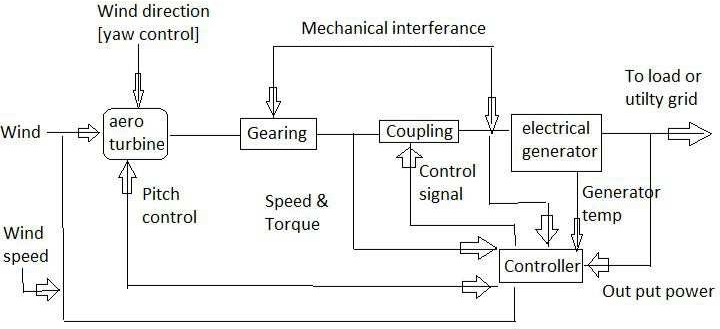 Wind direction
[yaw control]
Mechanical interferance
To load or
utilty grid
Wind
aero
turbine
Gearing
Coupling
electrical
generator
Pitch
control
Speed &
Torque
Control
signal
Generator
temp
Wind
speed
Controller
Out put power